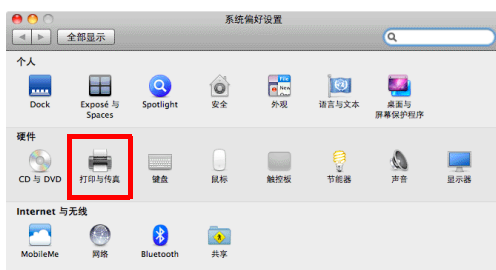 系统偏好设置
全部显示
个人
Dock
Exposé 与
Spaces
Spotlight
安全
外观
语言与文本
桌面与
屏幕保护程序
硬件
CD 与 DVD
打印与传真
键盘
鼠标
触控板
节能器
声音
显示器
Internet 与无线
MobileMe
网络
Bluetooth
共享